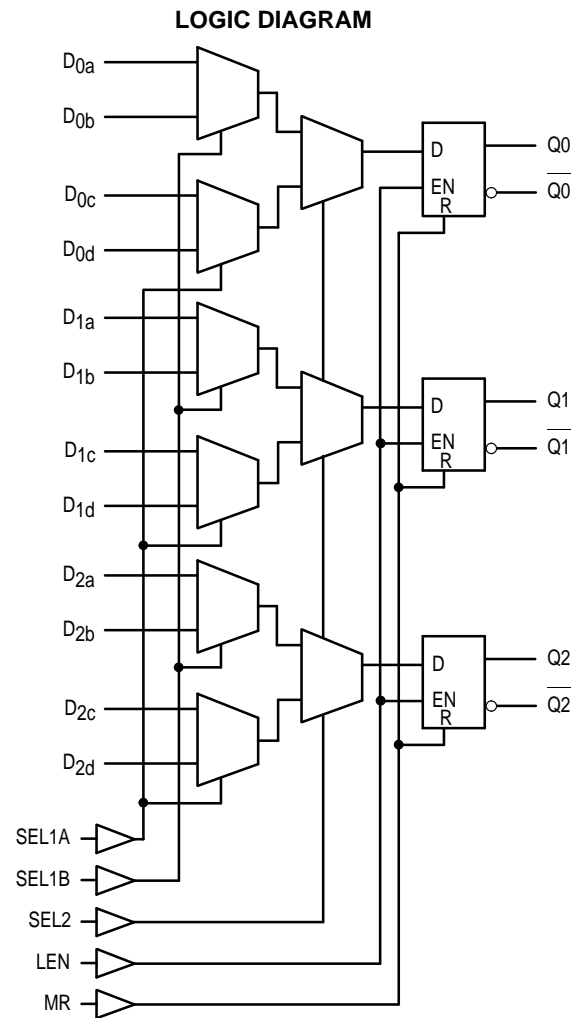 LOGIC DIAGRAM
D0a
D0b
D Q0
EN Q0
R
D0c
D0d
D1a
D1b
D Q1
EN Q1
R
D1c
D1d
D2a
D2b
D Q2
EN Q2
R
D2c
D2d
SEL1A
SEL1B
SEL2
LEN
MR